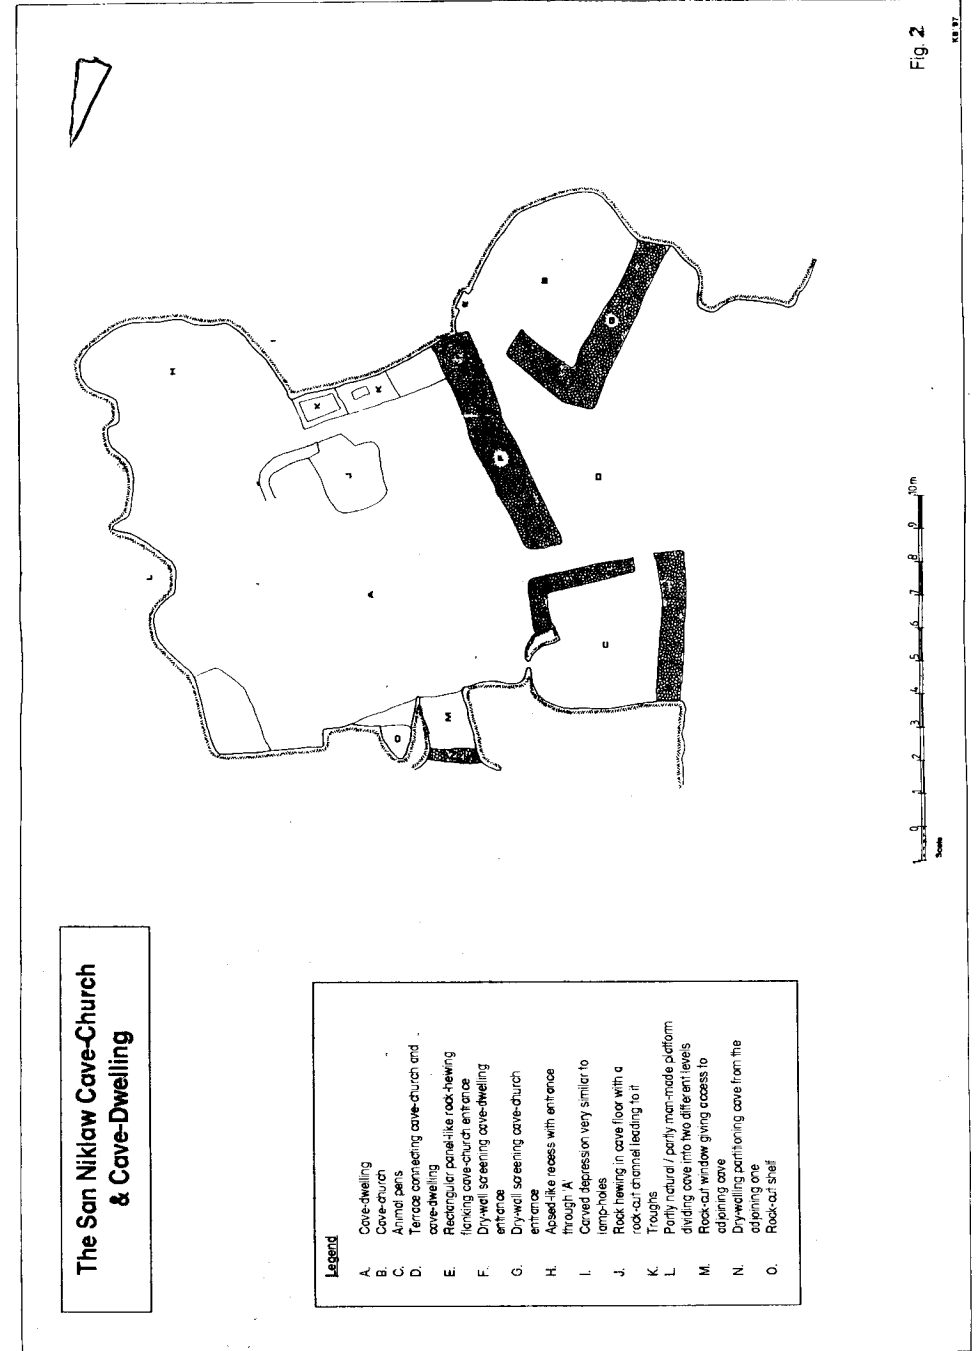 The San Niklaw Cave-Church
& Cave-Dwelling
Legend
A. Cave-dwelling
B. Cave-church
C. Animal pens
D. Terrace connecting cave-church and
cave-dwelling
E. Rectangular panel-like rock-hewing
flanking cave-church entrance
F. Dry-wall screening cave-dwelling
entrance
G. Dry-wall screening cave-church
entrance
H. Apsed-like recess with entrance
through 'A'
I. Carved depression very similar to
lamp-holes
J. Rock hewing in cave floor with a
rock-cut channel leading to it
K. Troughs
L. Partly natural / partly man-made platform
dividing cave into two different levels
M. Rock-cut window giving access to
adjoining cave
N. Dry-walling partitioning cave from the
adjoining one
O. Rock-cut shelf
L
H
I
O
A
J
K
K
M
F
E
B
G
C
D
1 0 1 2 3 4 5 6 7 8 9 10m
Scale
Fig. 2
KB '97